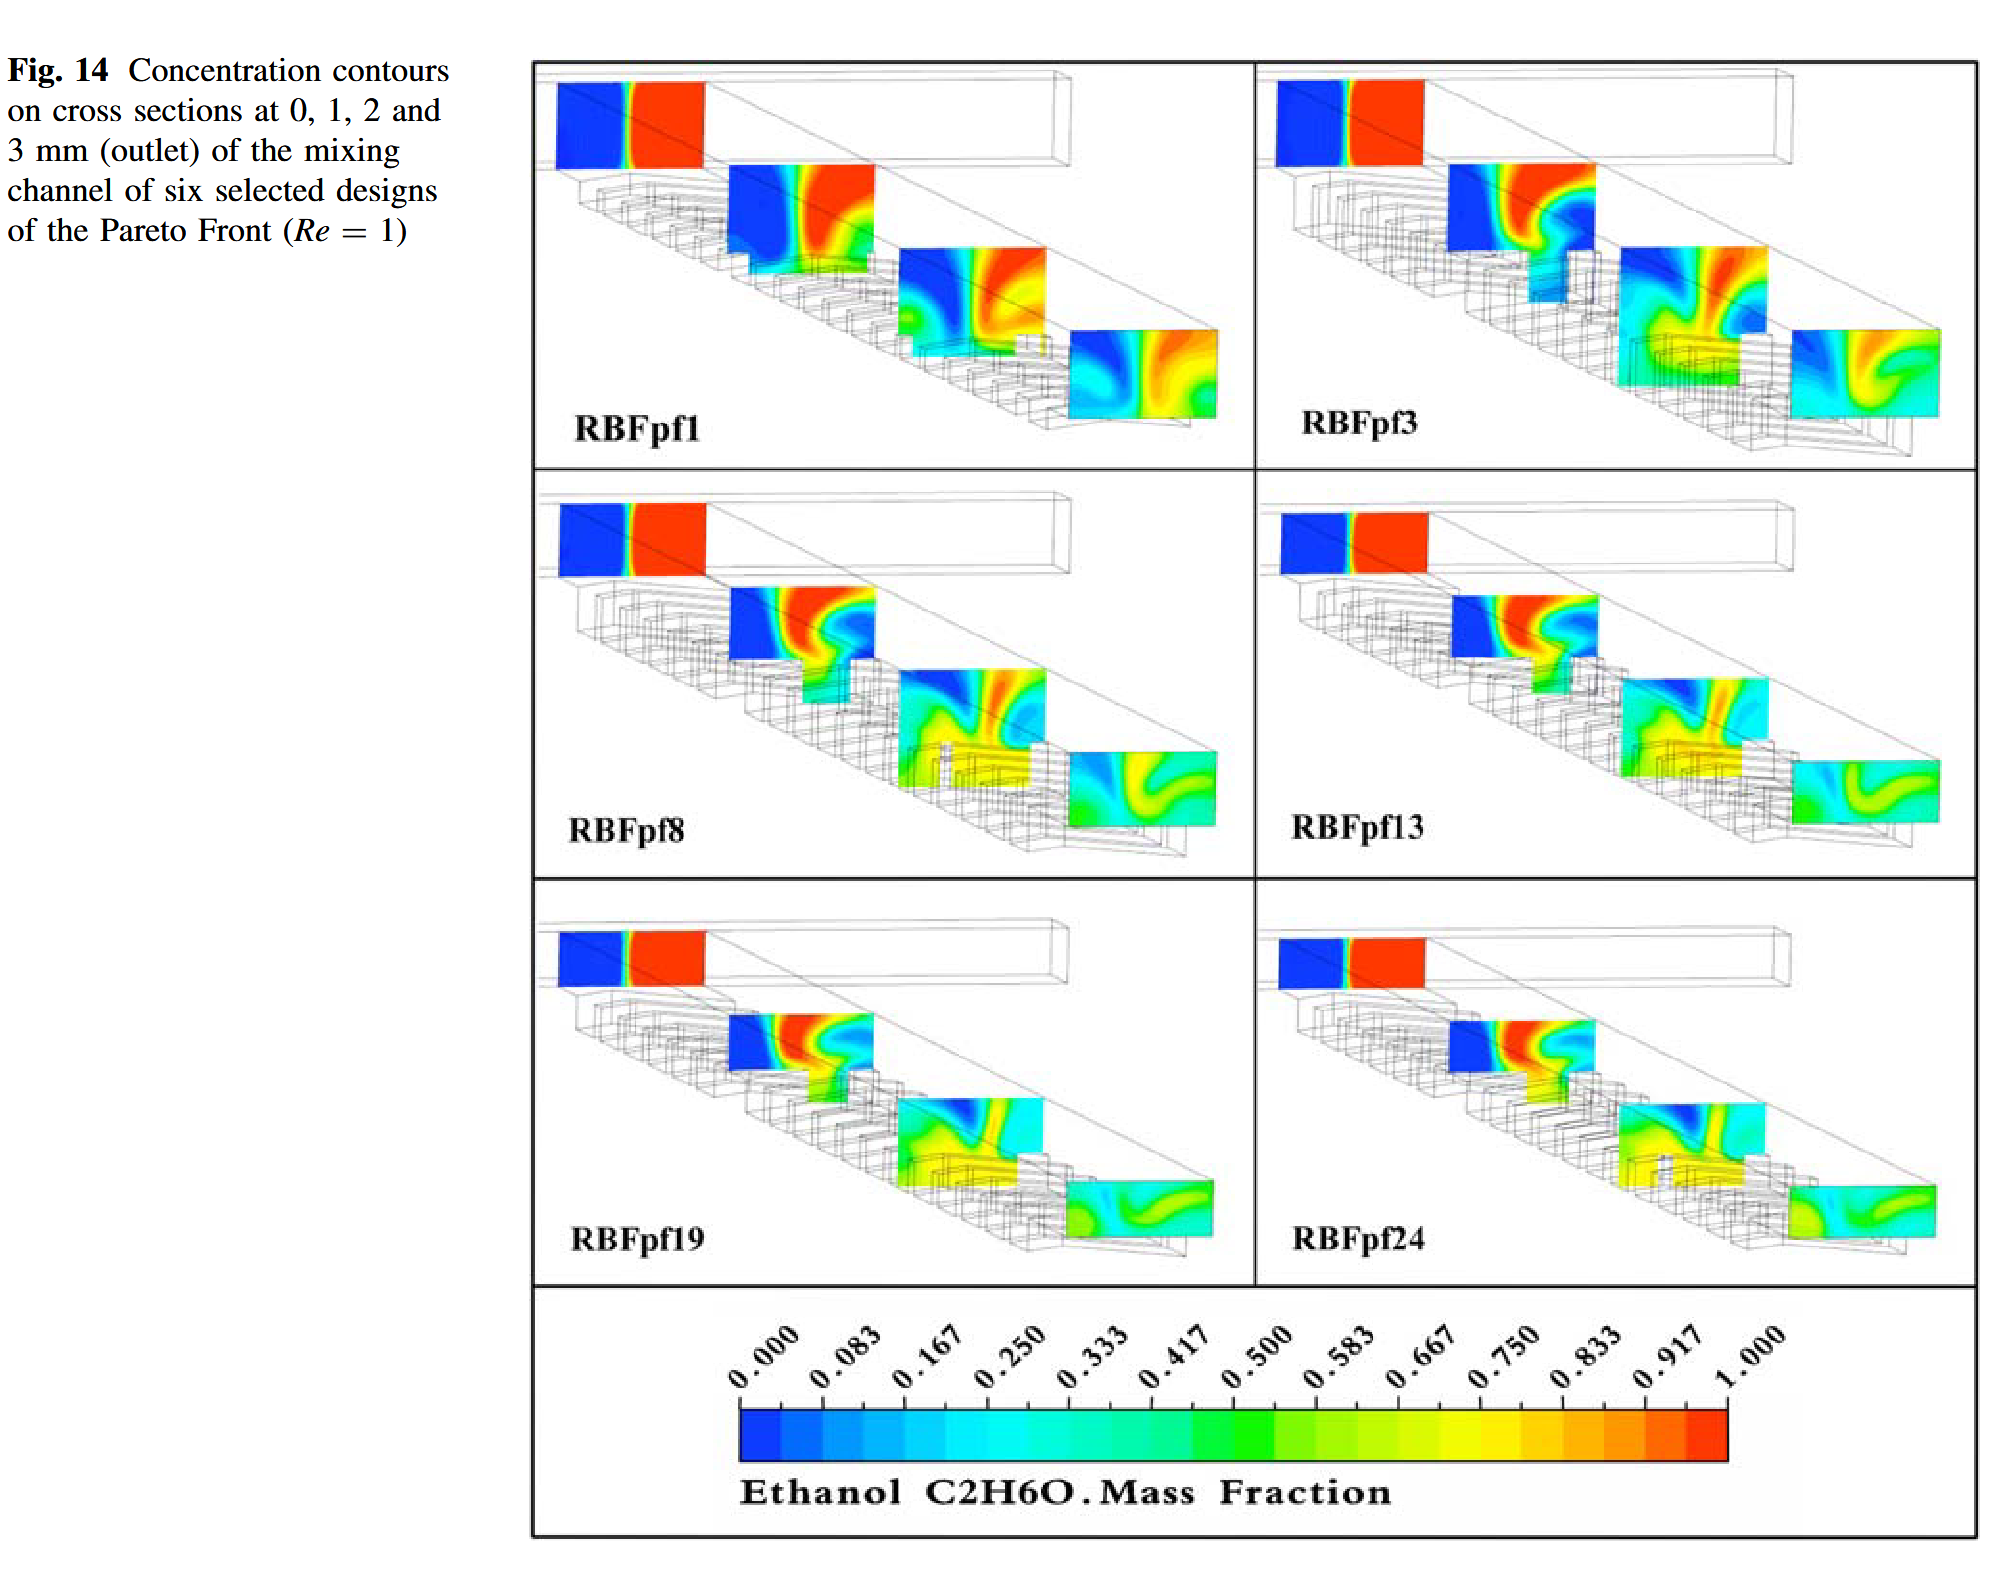 Fig. 14 Concentration contours
on cross sections at 0, 1, 2 and
3 mm (outlet) of the mixing
channel of six selected designs
of the Pareto Front (Re = 1)
RBFpf1
RBFpf3
RBFpf8
RBFpf13
RBFpf19
RBFpf24
0.000 0.083 0.167 0.250 0.333 0.417 0.500 0.583 0.667 0.750 0.833 0.917 1.000
Ethanol C2H6O.Mass Fraction